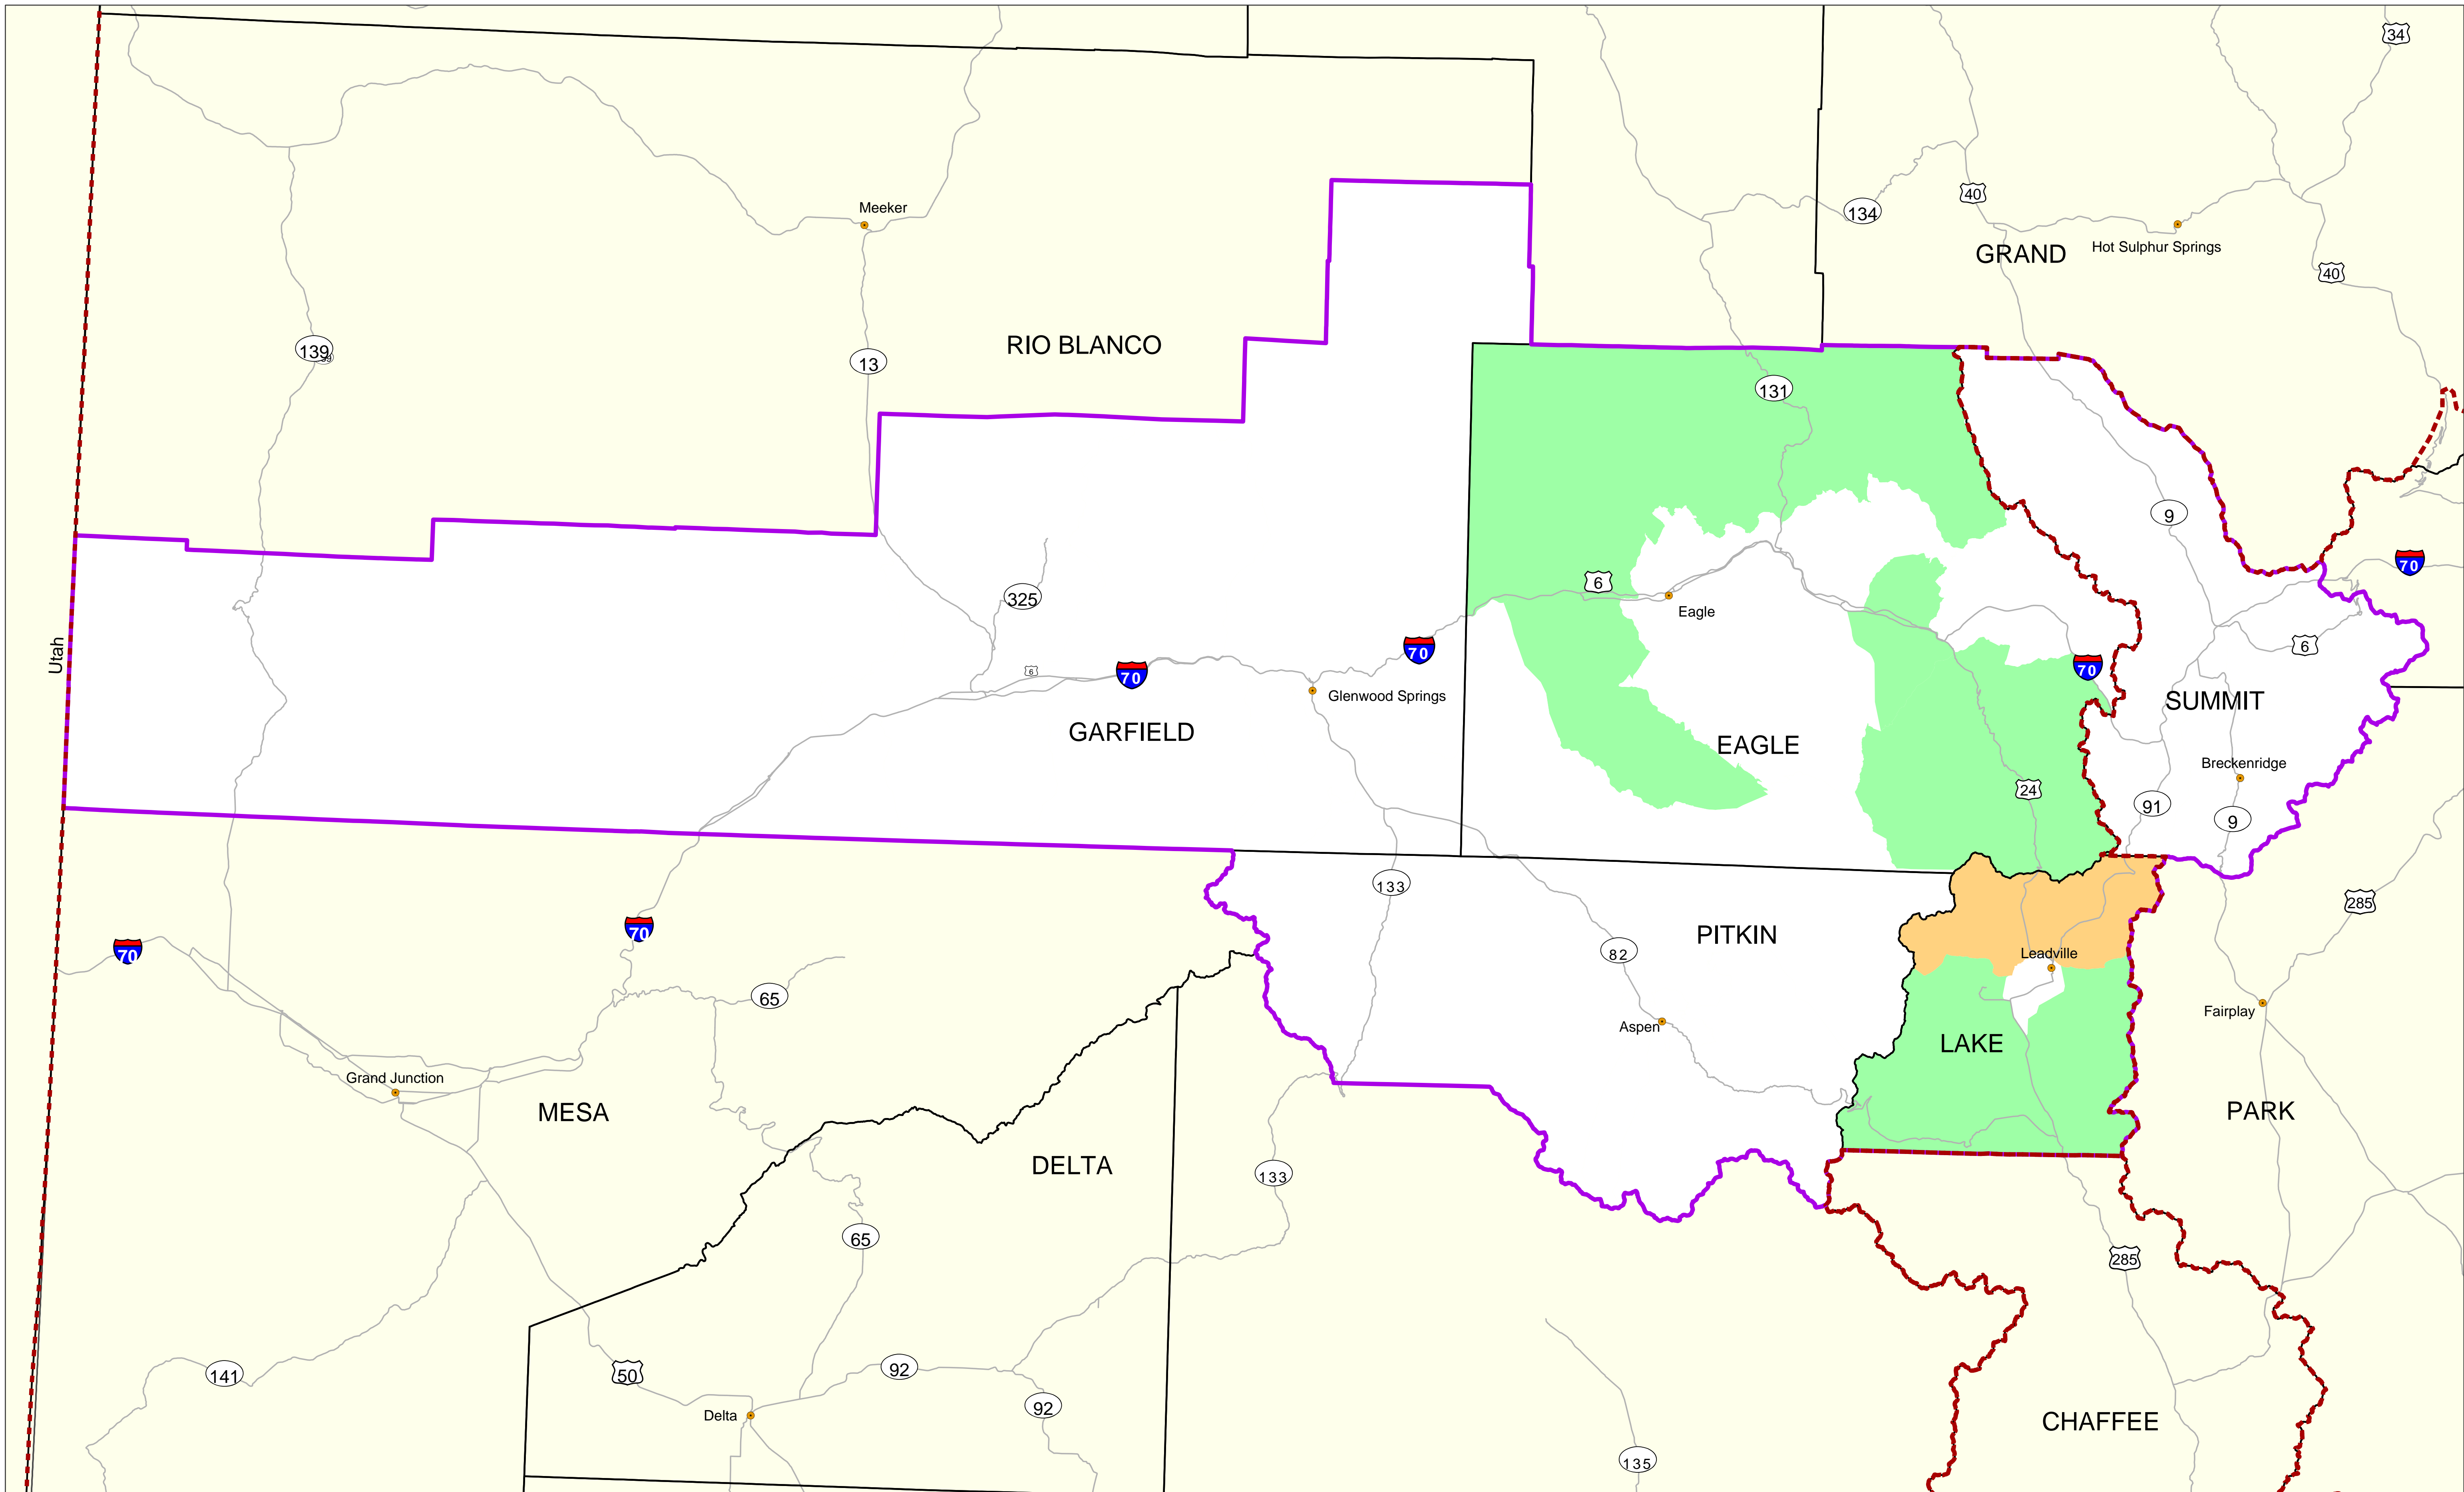 34
Meeker
134
40
GRAND
Hot Sulphur Springs
40
139
39
13
RIO BLANCO
131
9
6
70
325
Eagle
Utah
6
70
70
6
70
Glenwood Springs
SUMMIT
GARFIELD
EAGLE
Breckenridge
24
91
9
133
285
70
70
82
PITKIN
Leadville
65
Fairplay
Aspen
LAKE
Grand Junction
MESA
PARK
DELTA
133
65
285
141
50
92
92
Delta
CHAFFEE
135